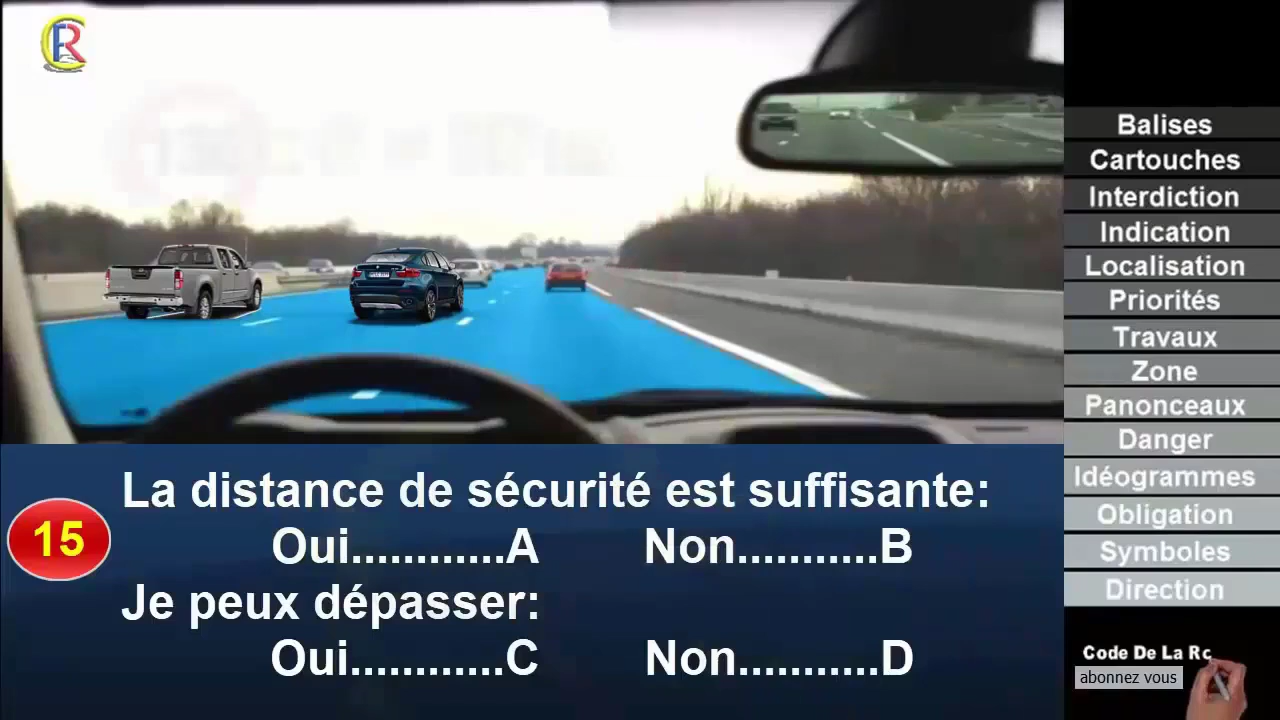 La distance de sécurité est suffisante:
15
Oui............A Non...........B
Je peux dépasser:
Oui............C Non...........D
Balises
Cartouches
Interdiction
Indication
Localisation
Priorités
Travaux
Zone
Panonceaux
Danger
Idéogrammes
Obligation
Symboles
Direction
Code De La Rc
abonnez vous